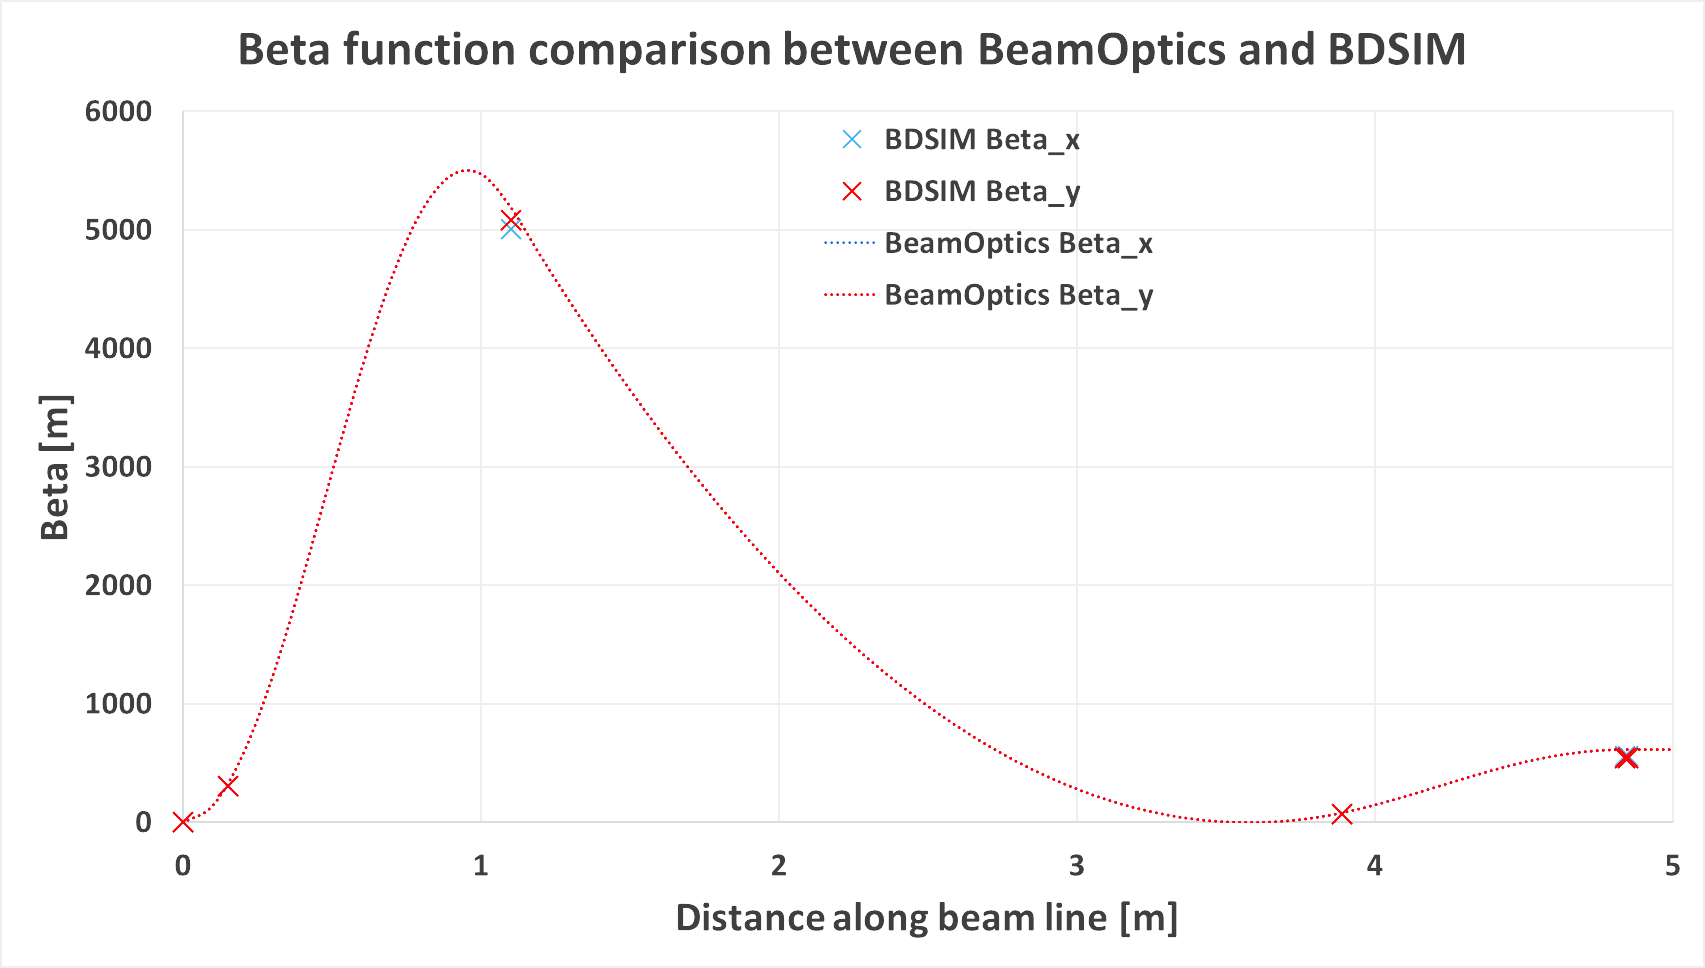 Beta function comparison between BeamOptics and BDSIM
6000
5000
4000
3000
2000
1000
0
Beta [m]
BDSIM Beta_x
BDSIM Beta_y
BeamOptics Beta_x
BeamOptics Beta_y
0 1 2 3 4 5
Distance along beam line [m]